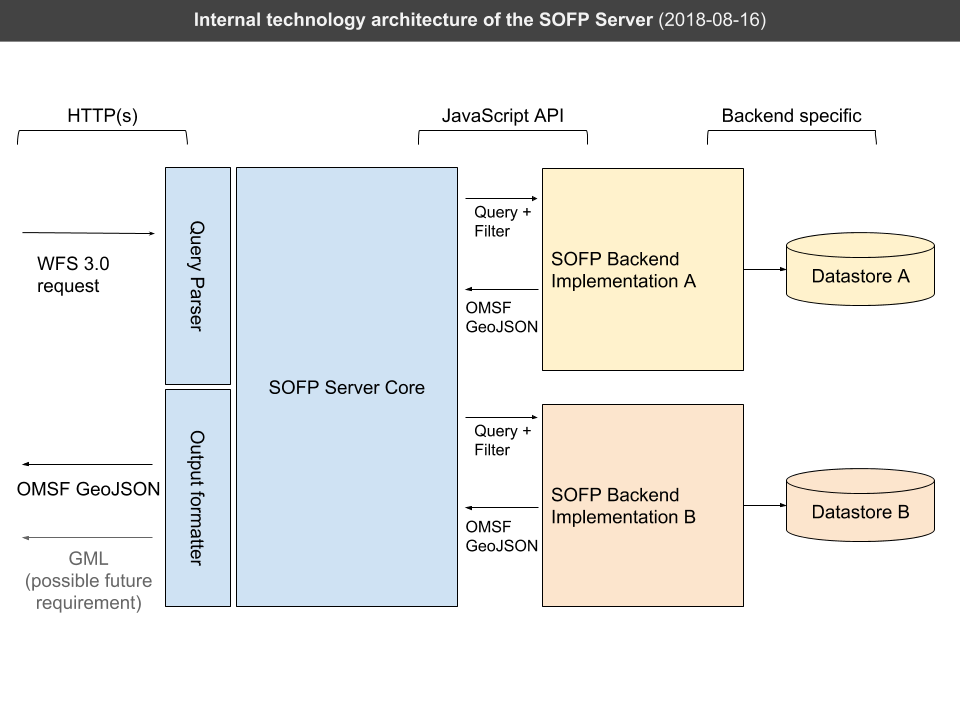 Internal technology architecture of the SOFP Server (2018-08-16)
HTTP(s)
JavaScript API
Backend specific
WFS 3.0
request
Query Parser
SOFP Server Core
Query +
Filter
OMSF
GeoJSON
SOFP Backend
Implementation A
Datastore A
OMSF GeoJSON
GML
(possible future
requirement)
Output formatter
Query +
Filter
OMSF
GeoJSON
SOFP Backend
Implementation B
Datastore B